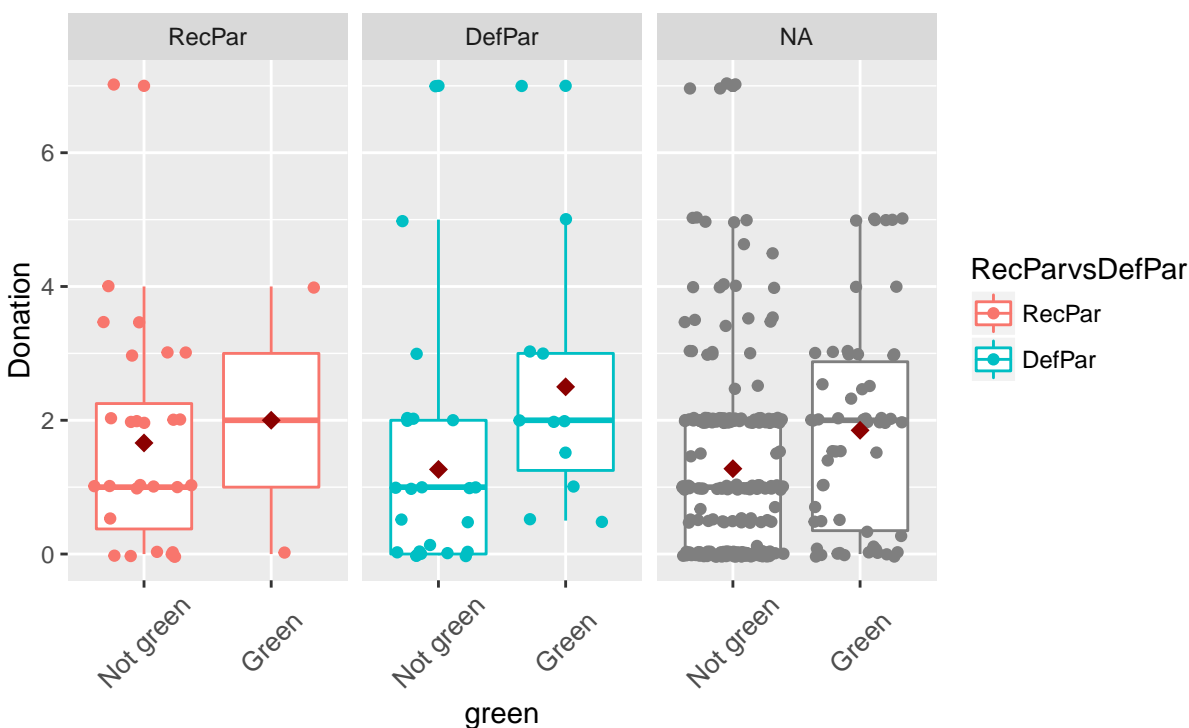 RecPar DefPar NA
Donation
6
4
2
0
Not green Green Not green Green Not green Green
green
RecParvsDefPar
RecPar
DefPar